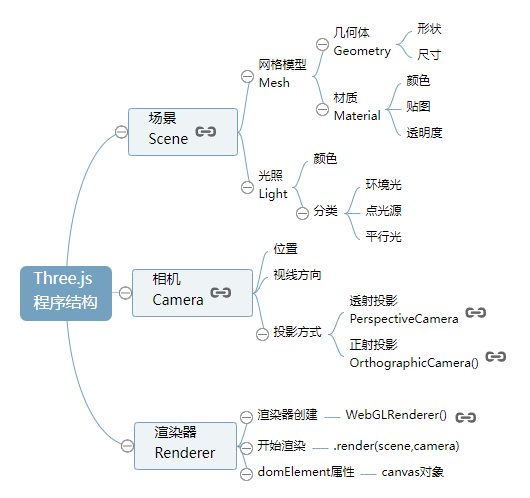 Three.js
程序结构
场景
Scene
网格模型
Mesh
几何体
Geometry
形状
尺寸
材质
Material
颜色
贴图
透明度
光照
Light
颜色
分类
环境光
点光源
平行光
相机
Camera
位置
视线方向
投影方式
透射投影
PerspectiveCamera
正射投影
OrthographicCamera()
渲染器
Renderer
渲染器创建
WebGLRenderer()
开始渲染
.render(scene,camera)
domElement属性
canvas对象